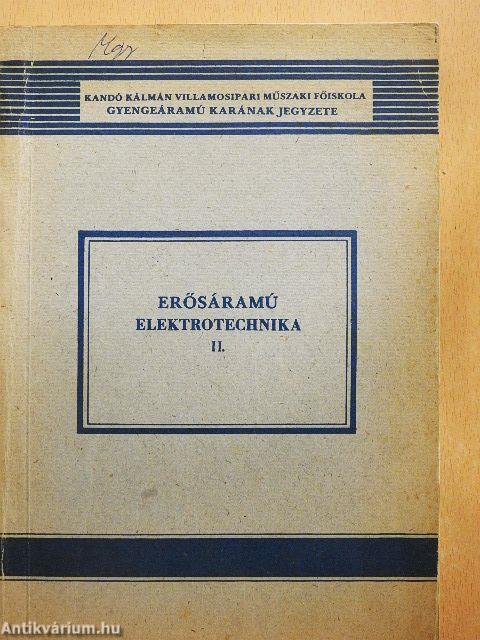 KANDÓ KÁLMÁN VILLAMOSIPARI MŰSZAKI FŐISKOLA
GYENGEÁRAMÚ KARÁNAK JEGYZETE
ERŐSÁRAMÚ
ELEKTROTECHNIKA
II.
Antikvárium.hu